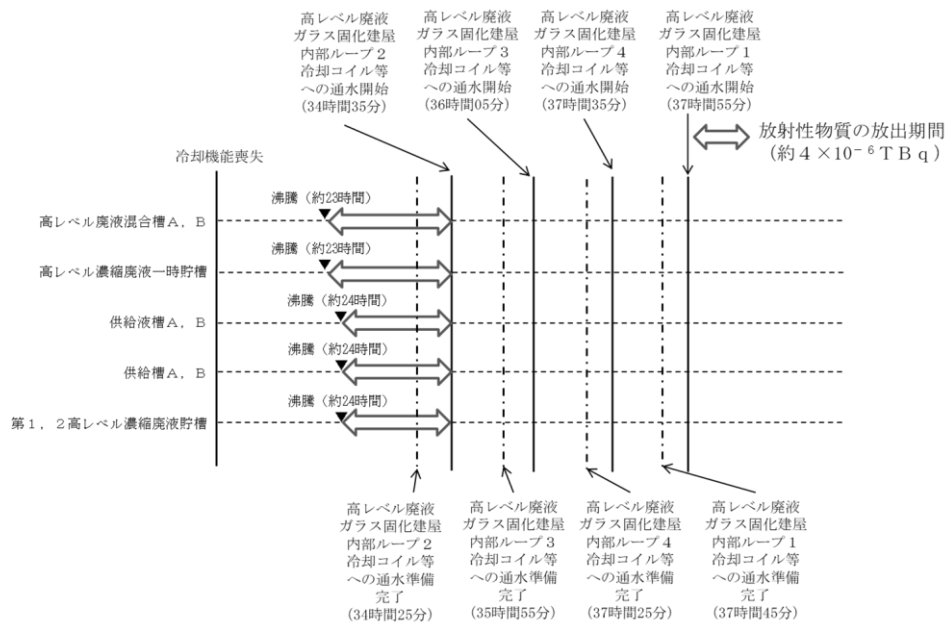 高レベル廃液
ガラス固化建屋
内部ループ２
冷却コイル等
への通水開始
(34時間35分)
高レベル廃液
ガラス固化建屋
内部ループ３
冷却コイル等
への通水開始
(36時間05分)
高レベル廃液
ガラス固化建屋
内部ループ４
冷却コイル等
への通水開始
(37時間35分)
高レベル廃液
ガラス固化建屋
内部ループ１
冷却コイル等
への通水開始
(37時間55分)
放射性物質の放出期間
(約４×10⁻⁶ＴＢｑ)
冷却機能喪失
沸騰（約23時間）
高レベル廃液混合槽Ａ，Ｂ
沸騰（約23時間）
高レベル濃縮廃液一時貯槽
沸騰（約24時間）
供給液槽Ａ，Ｂ
沸騰（約24時間）
供給槽Ａ，Ｂ
沸騰（約24時間）
第１，２高レベル濃縮廃液貯槽
高レベル廃液
ガラス固化建屋
内部ループ２
冷却コイル等
への通水準備
完了
(34時間25分)
高レベル廃液
ガラス固化建屋
内部ループ３
冷却コイル等
への通水準備
完了
(35時間55分)
高レベル廃液
ガラス固化建屋
内部ループ４
冷却コイル等
への通水準備
完了
(37時間25分)
高レベル廃液
ガラス固化建屋
内部ループ１
冷却コイル等
への通水準備
完了
(37時間45分)